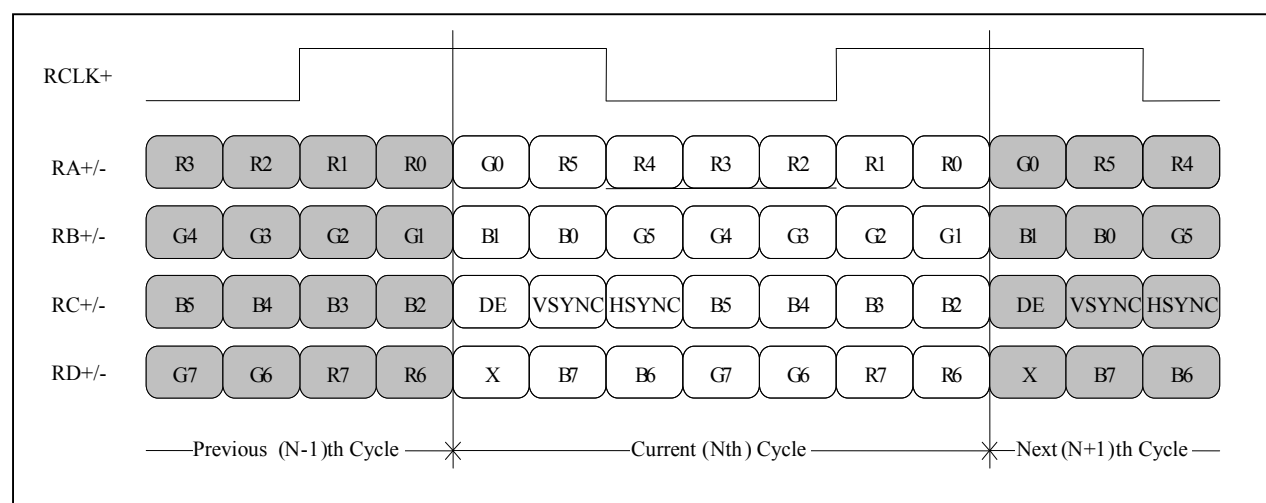 RCLK+
RA+/- R3 R2 R1 R0 G0 R5 R4 R3 R2 R1 R0 G0 R5 R4
RB+/- G4 G3 G2 G1 B1 B0 G5 G4 G3 G2 G1 B1 B0 G5
RC+/- B5 B4 B3 B2 DE VSYNC HSYNC B5 B4 B3 B2 DE VSYNC HSYNC
RD+/- G7 G6 R7 R6 X B7 B6 G7 G6 R7 R6 X B7 B6
Previous (N-1)th Cycle Current (Nth) Cycle Next (N+1)th Cycle